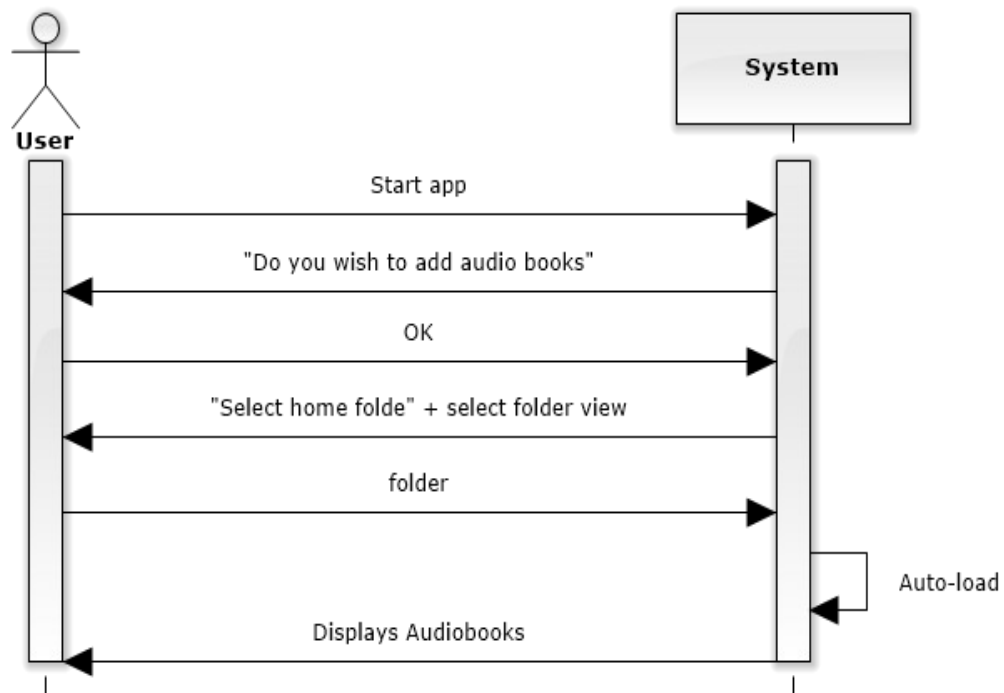 System
User
Start app
"Do you wish to add audio books"
OK
"Select home folde" + select folder view
folder
Auto-load
Displays Audiobooks